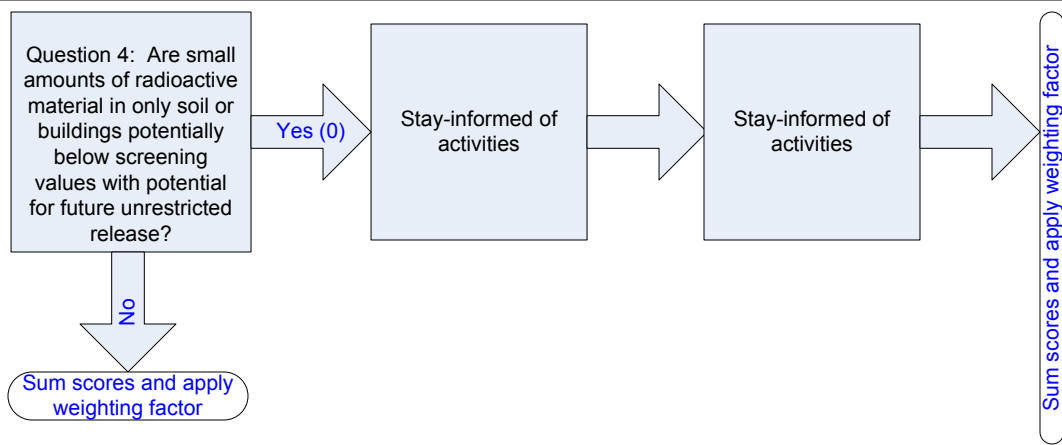 Question 4: Are small
amounts of radioactive
material in only soil or
buildings potentially
below screening
values with potential
for future unrestricted
release?
Yes (0)
Stay-informed of
activities
Stay-informed of
activities
Sum scores and apply weighting factor
No
Sum scores and apply
weighting factor